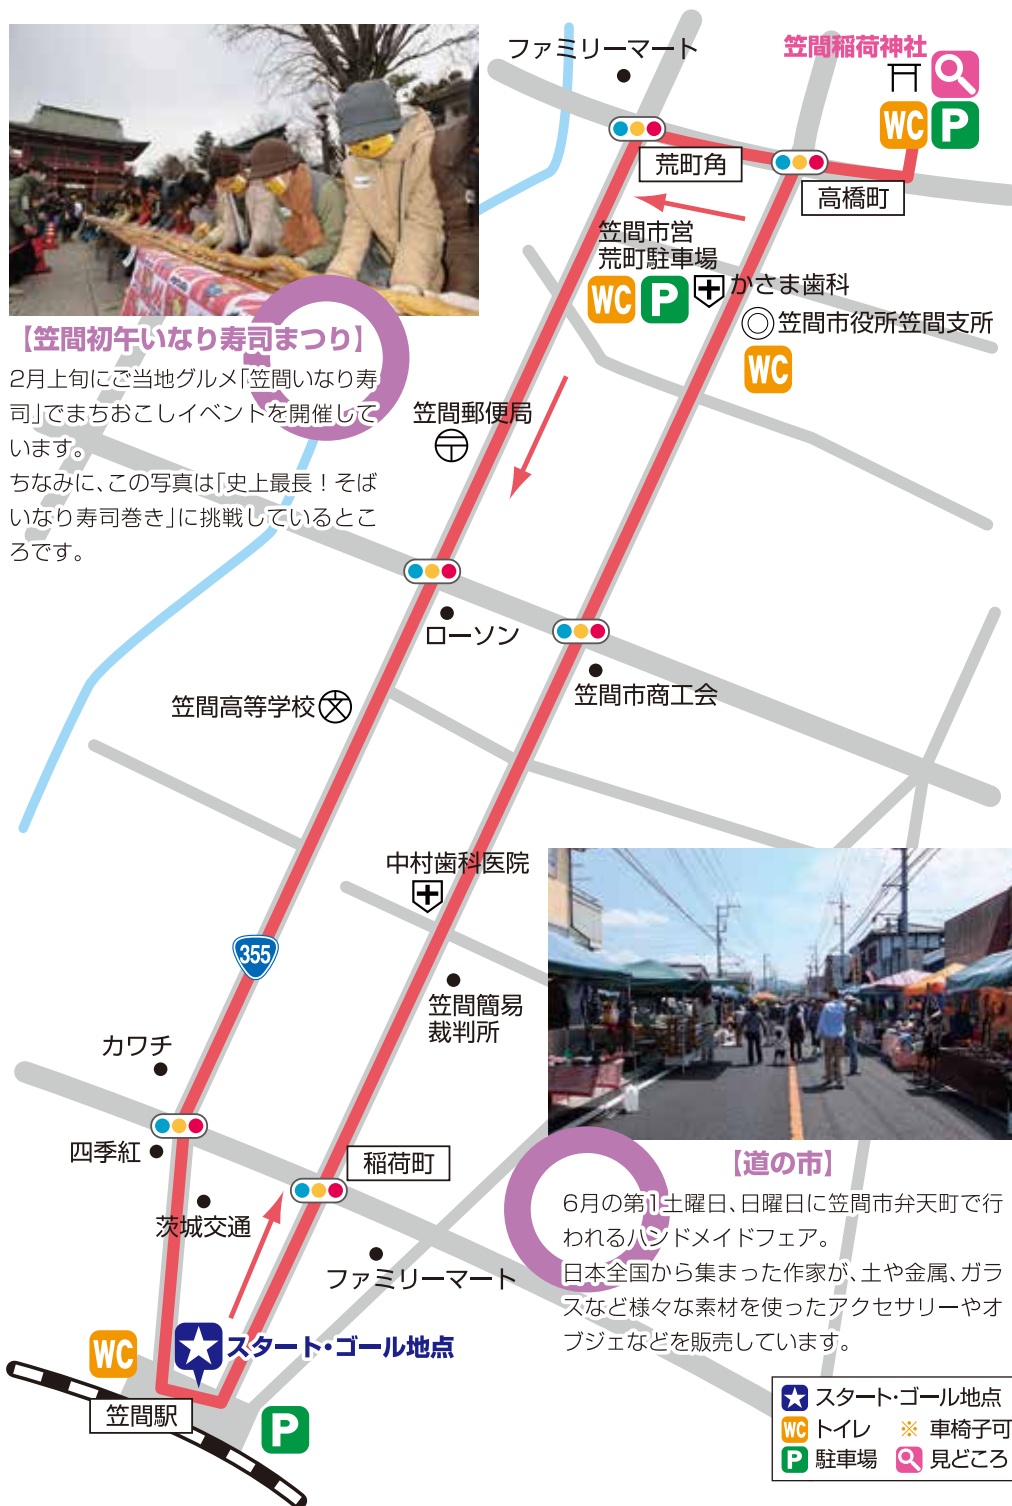 ファミリーマート
笠間稲荷神社
WC
P
荒町角
高橋町
笠間市営
荒町駐車場
WC
P
かさま歯科
笠間市役所笠間支所
WC
【笠間初午いなり寿司まつり】
2月上旬にご当地グルメ「笠間いなり寿
司」でまちおこしイベントを開催して
います。
ちなみに、この写真は「史上最長！そば
いなり寿司巻き」に挑戦しているとこ
ろです。
笠間郵便局
ローソン
笠間市商工会
笠間高等学校
文
中村歯科医院
355
笠間簡易
裁判所
カワチ
四季紅
稲荷町
茨城交通
ファミリーマート
【道の市】
6月の第1土曜日、日曜日に笠間市弁天町で行
われるハンドメイドフェア。
日本全国から集まった作家が、土や金属、ガラ
スなど様々な素材を使ったアクセサリーやオ
ブジェなどを販売しています。
WC
スタート・ゴール地点
笠間駅
P
スタート・ゴール地点
WC トイレ ※ 車椅子可
P 駐車場 見どころ